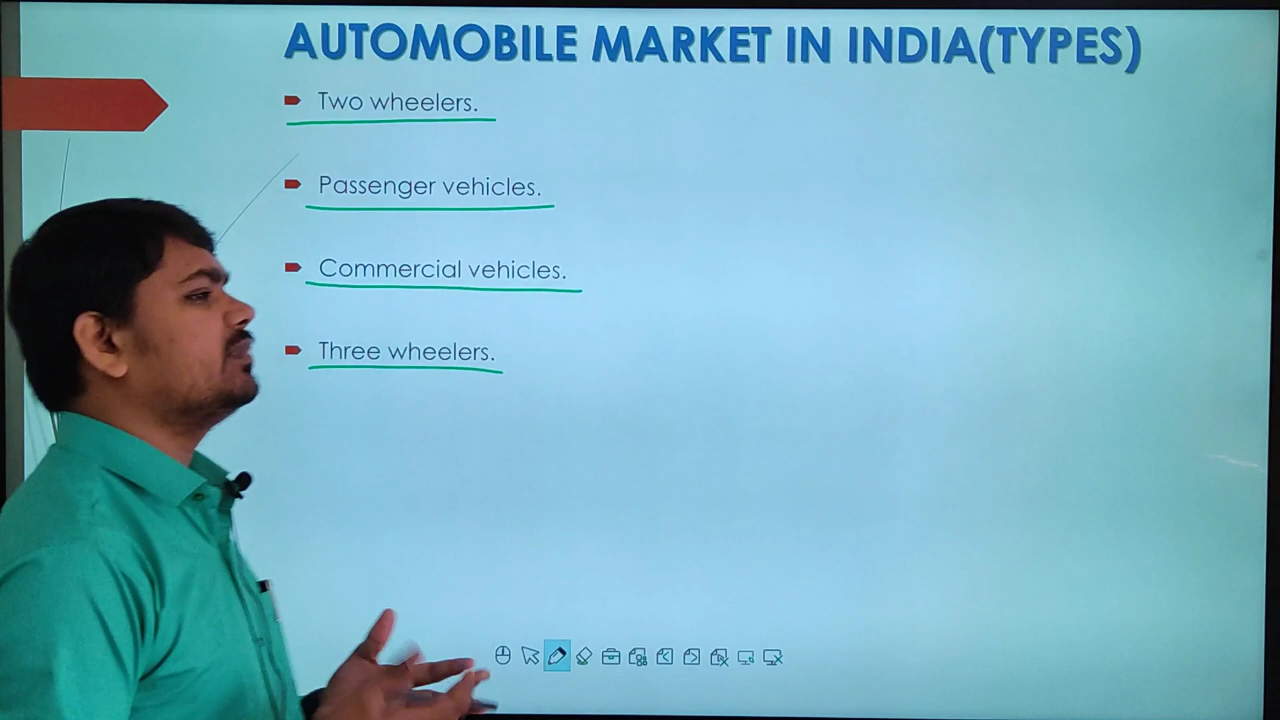 AUTOMOBILE MARKET IN INDIA(TYPES)
Two wheelers.
Passenger vehicles.
Commercial vehicles.
Three wheelers.